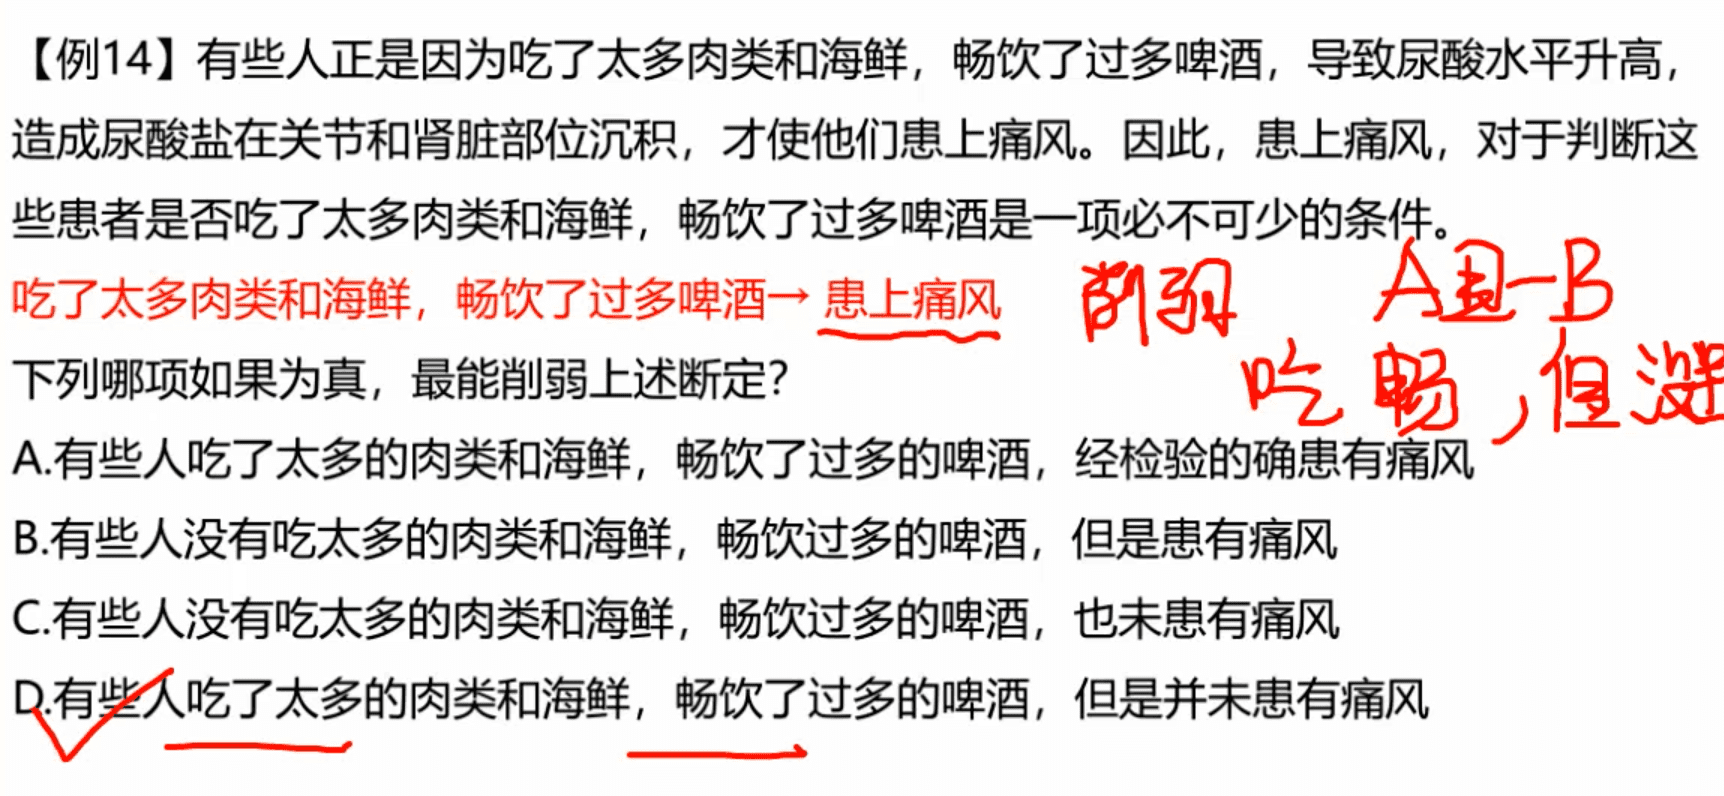 【例14】有些人正是因为吃了太多肉类和海鲜，畅饮了过多啤酒，导致尿酸水平升高，
造成尿酸盐在关节和肾脏部位沉积，才使他们患上痛风。因此，患上痛风，对于判断这
些患者是否吃了太多肉类和海鲜，畅饮了过多啤酒是一项必不可少的条件。
吃了太多肉类和海鲜，畅饮了过多啤酒→ 患上痛风
削弱 A且-B
下列哪项如果为真，最能削弱上述断定？
吃 畅，但没
A.有些人吃了太多的肉类和海鲜，畅饮了过多的啤酒，经检验的确患有痛风
B.有些人没有吃太多的肉类和海鲜，畅饮过多的啤酒，但是患有痛风
C.有些人没有吃太多的肉类和海鲜，畅饮过多的啤酒，也未患有痛风
D.有些人吃了太多的肉类和海鲜，畅饮了过多的啤酒，但是并未患有痛风